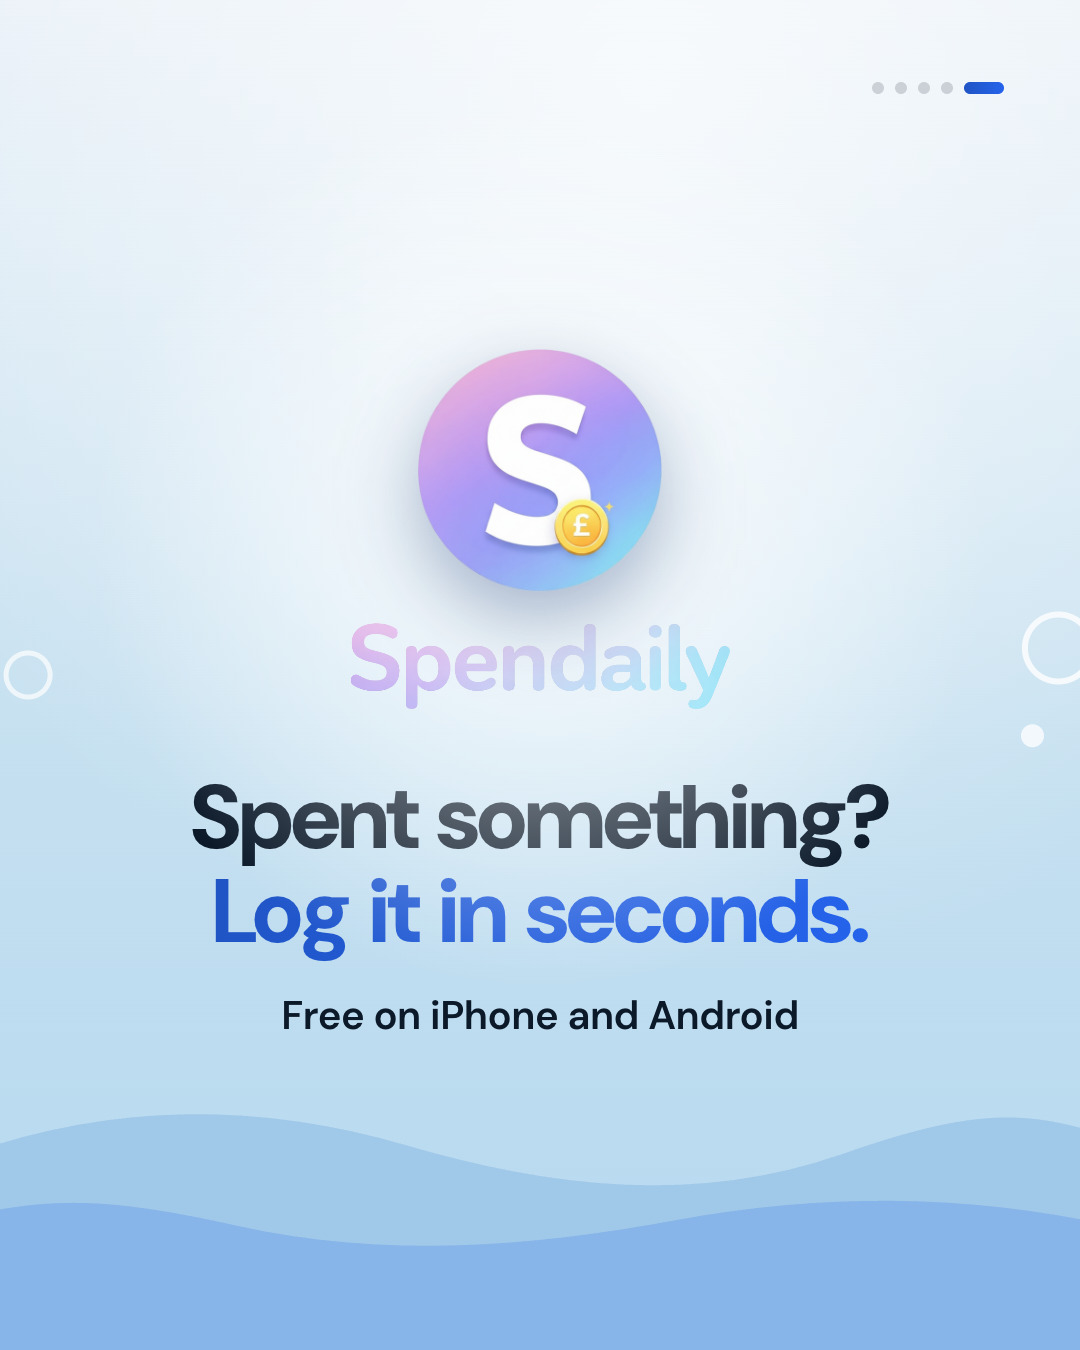 S
£
Spendaily
Spent something?
Log it in seconds.
Free on iPhone and Android